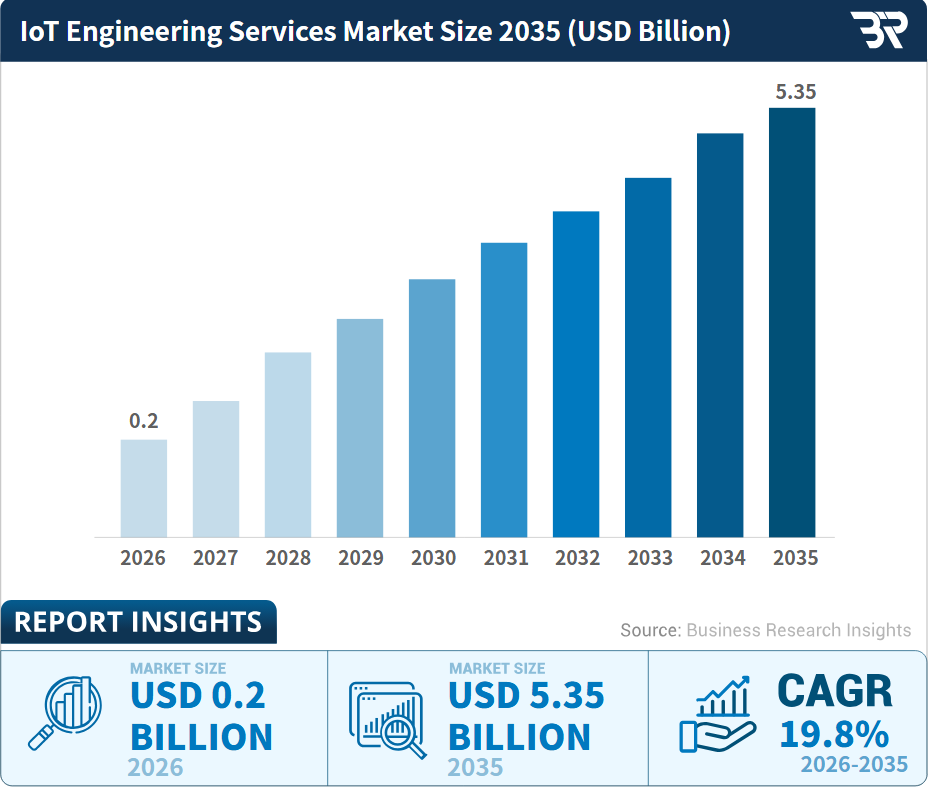 IoT Engineering Services Market Size 2035 (USD Billion)
BR
5.35
0.2
2026 2027 2028 2029 2030 2031 2032 2033 2034 2035
REPORT INSIGHTS
Source: Business Research Insights
MARKET SIZE
USD 0.2
BILLION
2026
MARKET SIZE
USD 5.35
BILLION
2035
CAGR
19.8%
2026-2035